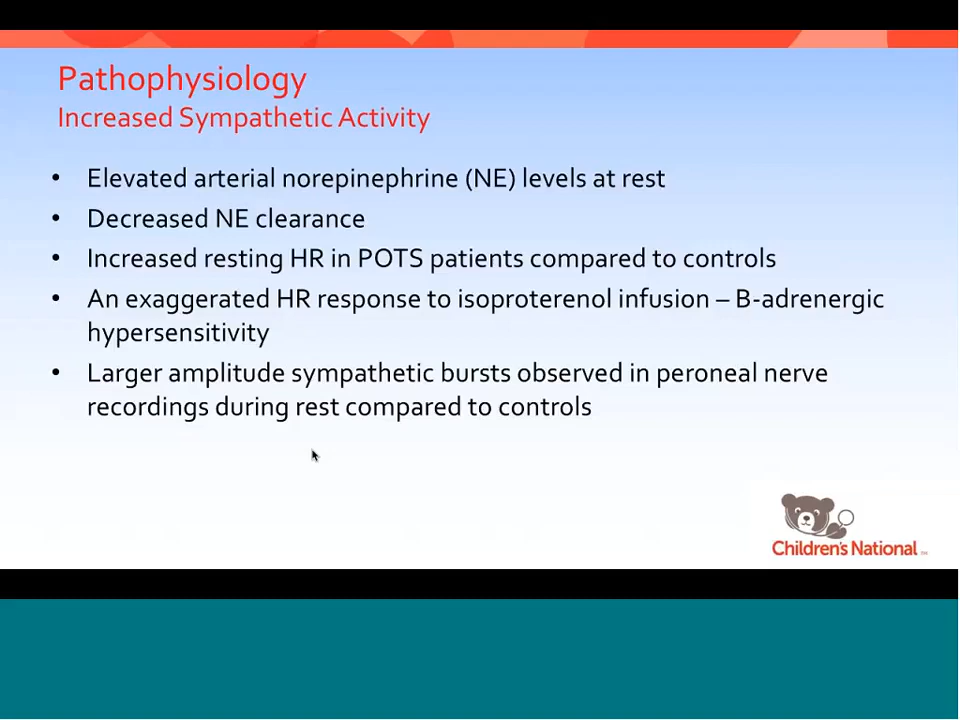 Pathophysiology
Increased Sympathetic Activity
• Elevated arterial norepinephrine (NE) levels at rest
• Decreased NE clearance
• Increased resting HR in POTS patients compared to controls
• An exaggerated HR response to isoproterenol infusion – B-adrenergic
hypersensitivity
• Larger amplitude sympathetic bursts observed in peroneal nerve
recordings during rest compared to controls
Children's National ™